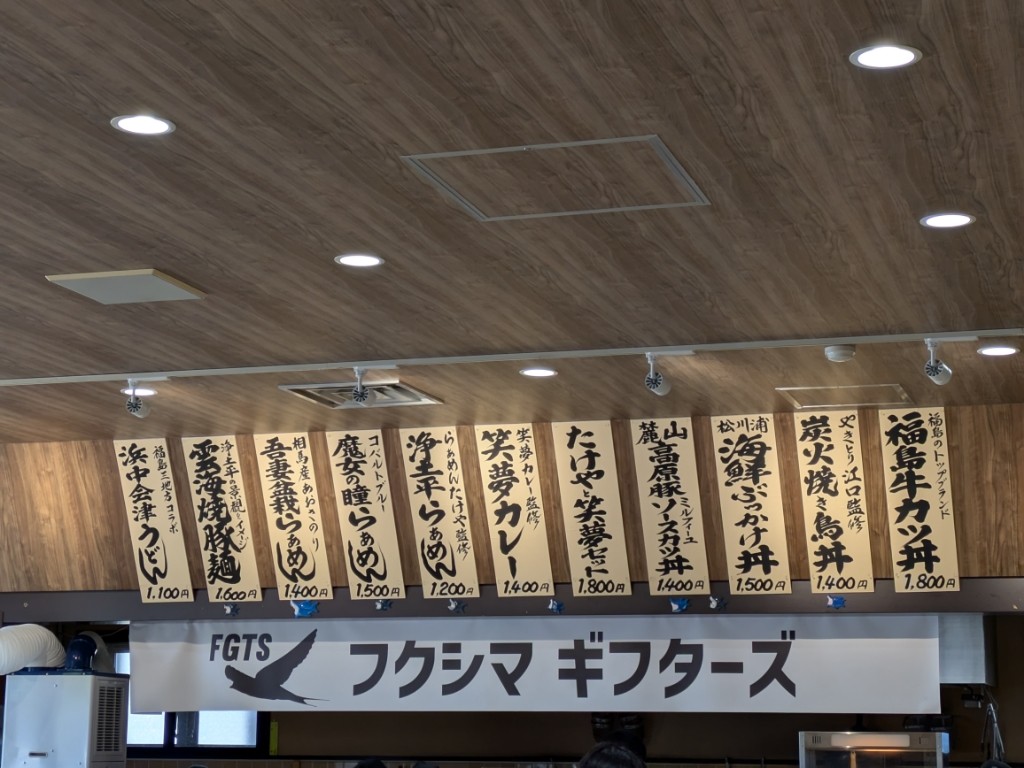 福島のトップブランド
福島牛カツ丼
1,800円
やきとり江口監修
炭火焼き鳥丼
1,400円
松川浦
海鮮ぶっかけ丼
1,500円
麓山高原豚ソースカツ丼
ミルフィーユ
1,400円
たけやと笑夢セット
1,800円
笑夢カレー監修!
笑夢カレー
1,400円
らぁめんたけや監修!
浄土平らぁめん
1,200円
コバルトブルー
魔女の瞳らぁめん
1,500円
相馬産あおさのり
吾妻盆栽らぁめん
1,400円
浄土平の景観イメージ
雲海焼豚麺
1,600円
福島三地方コラボ
浜中会津うどん
1,100円
FGTS
フクシマ ギフターズ